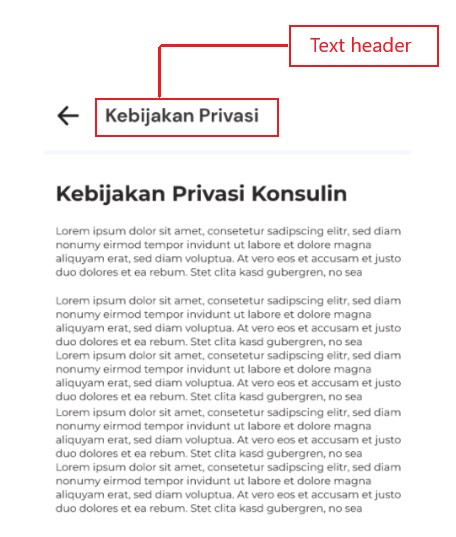 Text header
Kebijakan Privasi
Kebijakan Privasi Konsulin
Lorem ipsum dolor sit amet, consetetur sadipscing elitr, sed diam
nonumy eirmod tempor invidunt ut labore et dolore magna
aliquyam erat, sed diam voluptua. At vero eos et accusam et justo
duo dolores et ea rebum. Stet clita kasd gubergren, no sea
Lorem ipsum dolor sit amet, consetetur sadipscing elitr, sed diam
nonumy eirmod tempor invidunt ut labore et dolore magna
aliquyam erat, sed diam voluptua. At vero eos et accusam et justo
duo dolores et ea rebum. Stet clita kasd gubergren, no sea
Lorem ipsum dolor sit amet, consetetur sadipscing elitr, sed diam
nonumy eirmod tempor invidunt ut labore et dolore magna
aliquyam erat, sed diam voluptua. At vero eos et accusam et justo
duo dolores et ea rebum. Stet clita kasd gubergren, no sea
Lorem ipsum dolor sit amet, consetetur sadipscing elitr, sed diam
nonumy eirmod tempor invidunt ut labore et dolore magna
aliquyam erat, sed diam voluptua. At vero eos et accusam et justo
duo dolores et ea rebum. Stet clita kasd gubergren, no sea
Lorem ipsum dolor sit amet, consetetur sadipscing elitr, sed diam
nonumy eirmod tempor invidunt ut labore et dolore magna
aliquyam erat, sed diam voluptua. At vero eos et accusam et justo
duo dolores et ea rebum. Stet clita kasd gubergren, no sea